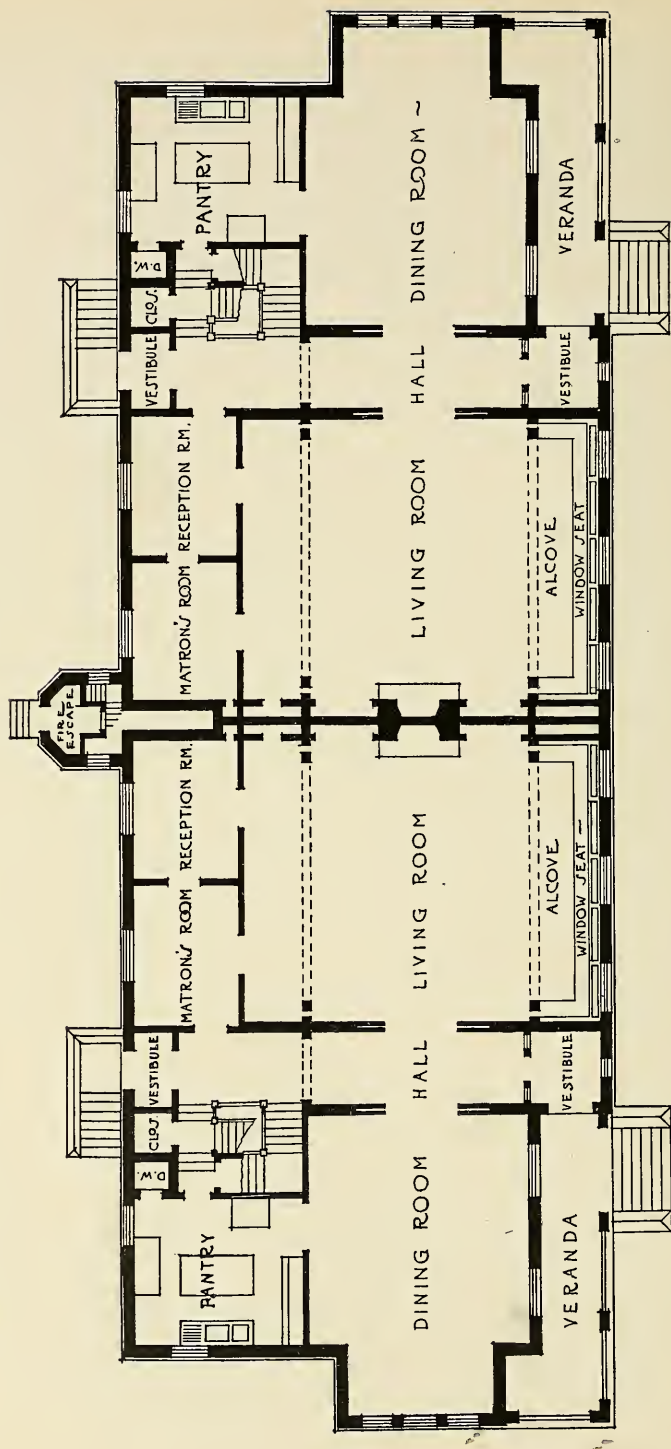 PANTRY
D.W.
CLOS.
VESTIBULE
MATRON'S ROOM
RECEPTION RM.
FIRE
ESCAPE
MATRON'S ROOM
RECEPTION RM.
VESTIBULE
CLOS.
D.W.
PANTRY
DINING ROOM
HALL
LIVING ROOM
LIVING ROOM
HALL
DINING ROOM ~
VERANDA
VESTIBULE
ALCOVE
WINDOW SEAT —
ALCOVE
WINDOW SEAT
VESTIBULE
VERANDA